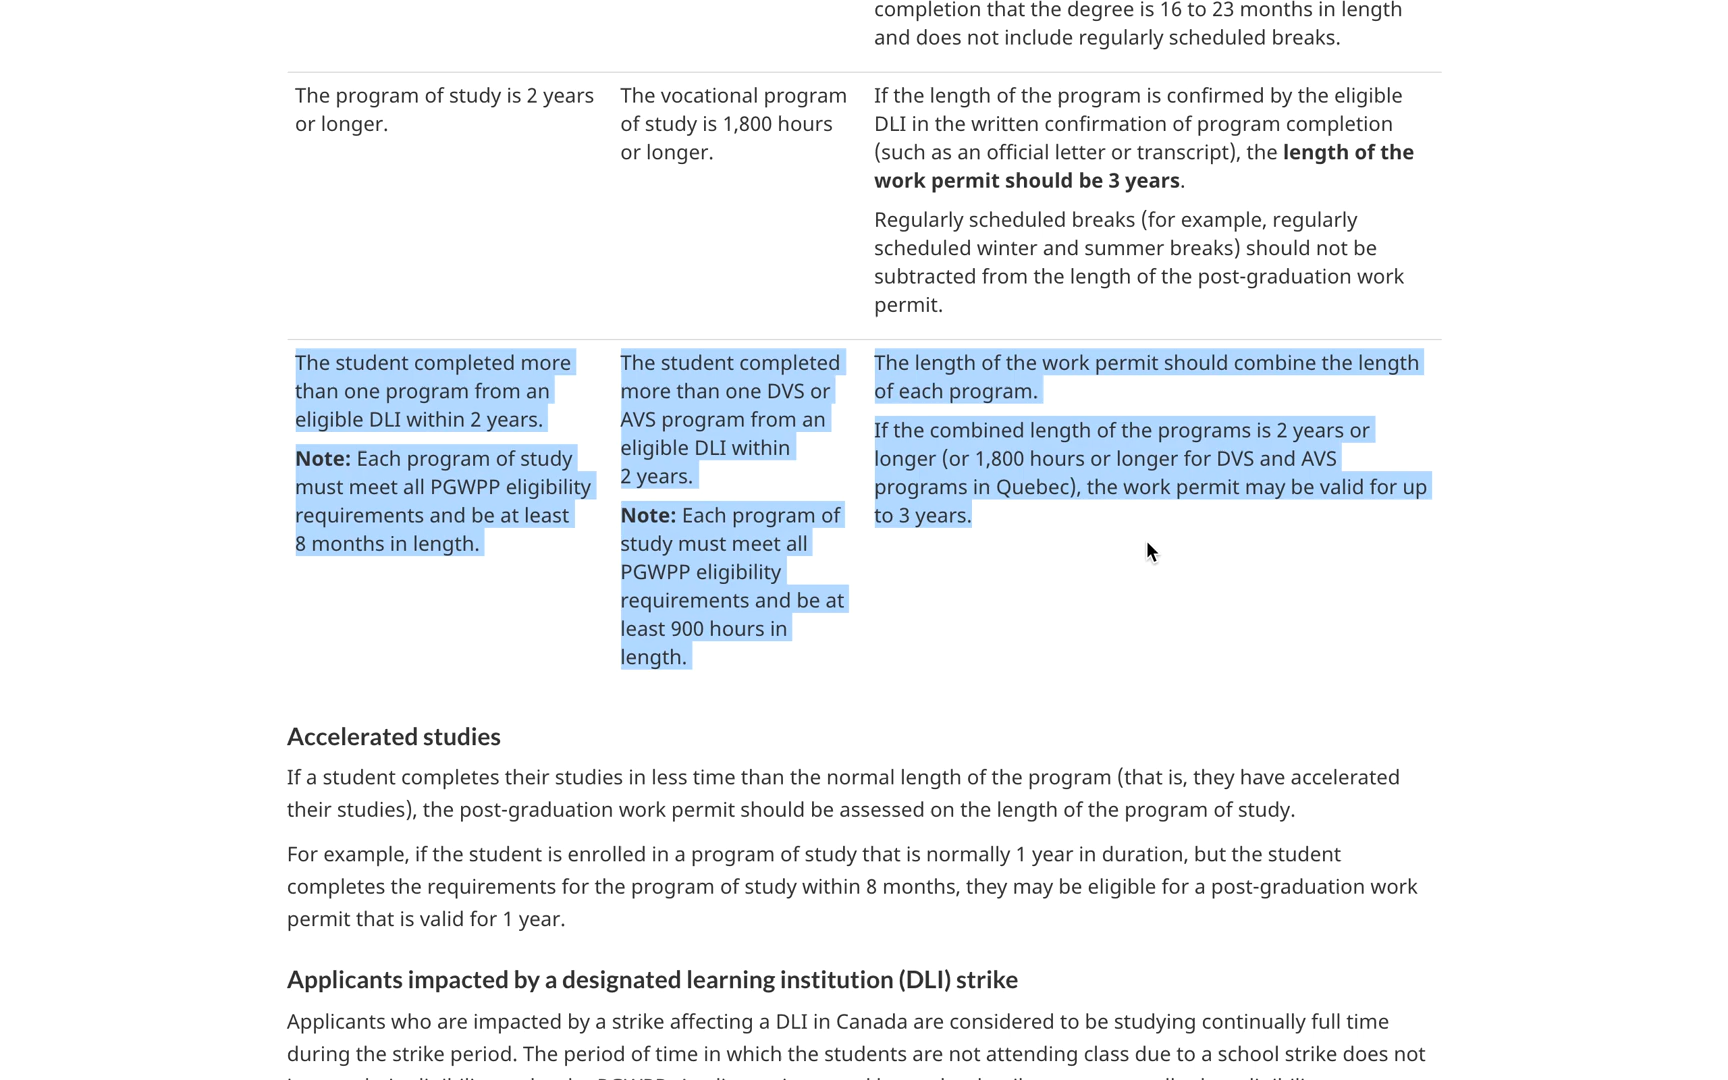 completion that the degree is 16 to 23 months in length
and does not include regularly scheduled breaks.
The program of study is 2 years
or longer.
The vocational program
of study is 1,800 hours
or longer.
If the length of the program is confirmed by the eligible
DLI in the written confirmation of program completion
(such as an official letter or transcript), the length of the
work permit should be 3 years.
Regularly scheduled breaks (for example, regularly
scheduled winter and summer breaks) should not be
subtracted from the length of the post-graduation work
permit.
The student completed more
than one program from an
eligible DLI within 2 years.
Note: Each program of study
must meet all PGWPP eligibility
requirements and be at least
8 months in length.
The student completed
more than one DVS or
AVS program from an
eligible DLI within
2 years.
Note: Each program of
study must meet all
PGWPP eligibility
requirements and be at
least 900 hours in
length.
The length of the work permit should combine the length
of each program.
If the combined length of the programs is 2 years or
longer (or 1,800 hours or longer for DVS and AVS
programs in Quebec), the work permit may be valid for up
to 3 years.
Accelerated studies
If a student completes their studies in less time than the normal length of the program (that is, they have accelerated
their studies), the post-graduation work permit should be assessed on the length of the program of study.
For example, if the student is enrolled in a program of study that is normally 1 year in duration, but the student
completes the requirements for the program of study within 8 months, they may be eligible for a post-graduation work
permit that is valid for 1 year.
Applicants impacted by a designated learning institution (DLI) strike
Applicants who are impacted by a strike affecting a DLI in Canada are considered to be studying continually full time
during the strike period. The period of time in which the students are not attending class due to a school strike does not